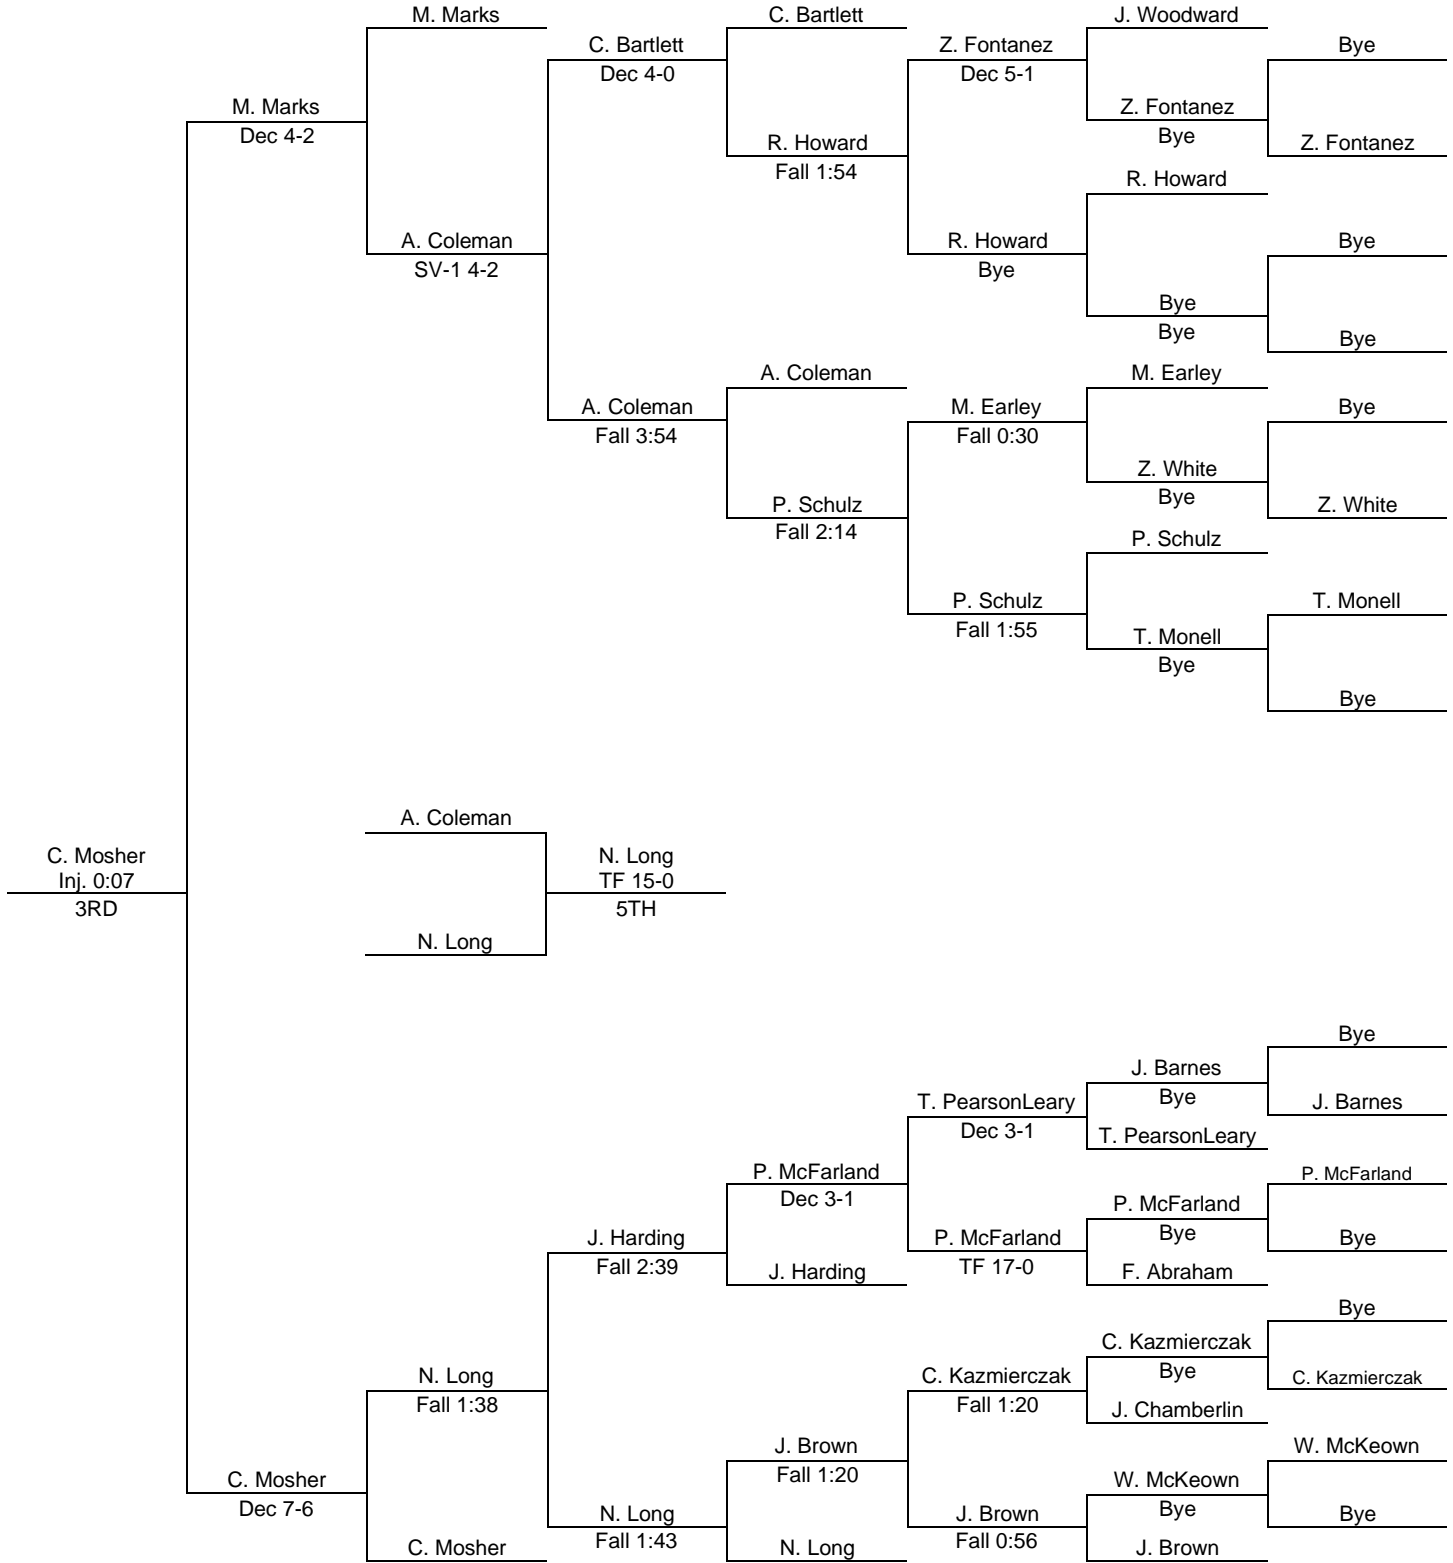 M. Marks
C. Bartlett
J. Woodward
C. Bartlett
Dec 4-0
Z. Fontanez
Dec 5-1
Bye
M. Marks
Dec 4-2
Z. Fontanez
Bye
R. Howard
Fall 1:54
Z. Fontanez
R. Howard
A. Coleman
SV-1 4-2
R. Howard
Bye
Bye
Bye
Bye
Bye
A. Coleman
M. Earley
A. Coleman
Fall 3:54
M. Earley
Fall 0:30
Bye
Z. White
Bye
P. Schulz
Fall 2:14
Z. White
P. Schulz
P. Schulz
Fall 1:55
T. Monell
T. Monell
Bye
Bye
A. Coleman
C. Mosher
Inj. 0:07
3RD
N. Long
TF 15-0
5TH
N. Long
Bye
J. Barnes
Bye
T. PearsonLeary
Dec 3-1
J. Barnes
T. PearsonLeary
P. McFarland
Dec 3-1
P. McFarland
P. McFarland
Bye
J. Harding
Fall 2:39
P. McFarland
TF 17-0
Bye
J. Harding
F. Abraham
Bye
C. Kazmierczak
Bye
N. Long
Fall 1:38
C. Kazmierczak
Fall 1:20
C. Kazmierczak
J. Chamberlin
J. Brown
Fall 1:20
W. McKeown
C. Mosher
Dec 7-6
W. McKeown
Bye
N. Long
Fall 1:43
J. Brown
Fall 0:56
Bye
C. Mosher
N. Long
J. Brown